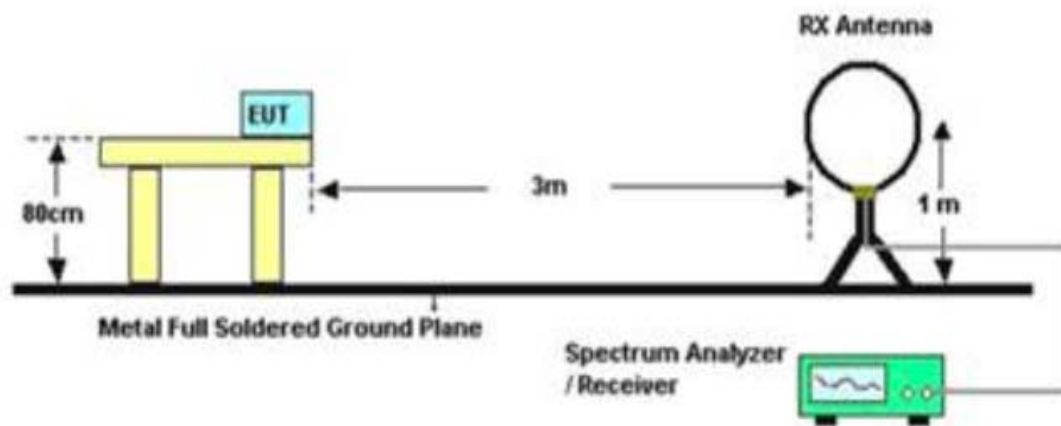 RX Antenna
EUT
3m
80cm
1 m
Metal Full Soldered Ground Plane
Spectrum Analyzer
/ Receiver